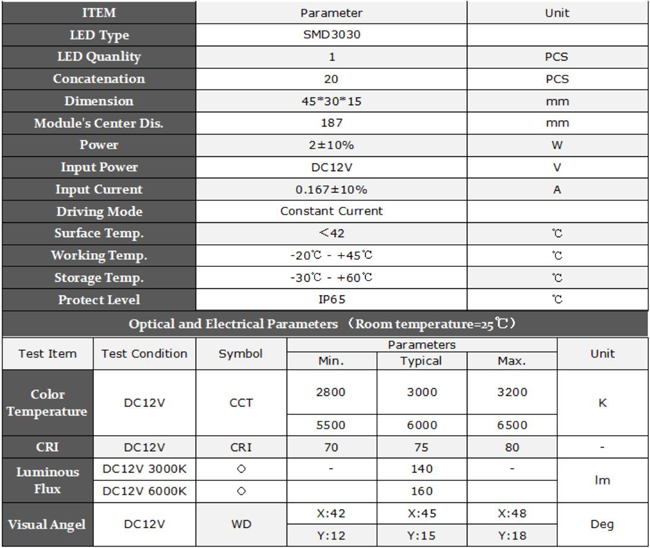 ITEM Parameter Unit
LED Type SMD3030
LED Quanlity 1 PCS
Concatenation 20 PCS
Dimension 45*30*15 mm
Module's Center Dis. 187 mm
Power 2±10% W
Input Power DC12V V
Input Current 0.167±10% A
Driving Mode Constant Current
Surface Temp. ＜42 ℃
Working Temp. -20℃ - +45℃ ℃
Storage Temp. -30℃ - +60℃ ℃
Protect Level IP65 ℃
Optical and Electrical Parameters （Room temperature=25℃）
Test Item Test Condition Symbol Parameters Unit
Min. Typical Max.
Color Temperature DC12V CCT 2800 3000 3200 K
5500 6000 6500
CRI DC12V CRI 70 75 80 -
Luminous Flux DC12V 3000K ◇ - 140 - lm
DC12V 6000K ◇ 160
Visual Angel DC12V WD X:42 X:45 X:48 Deg
Y:12 Y:15 Y:18